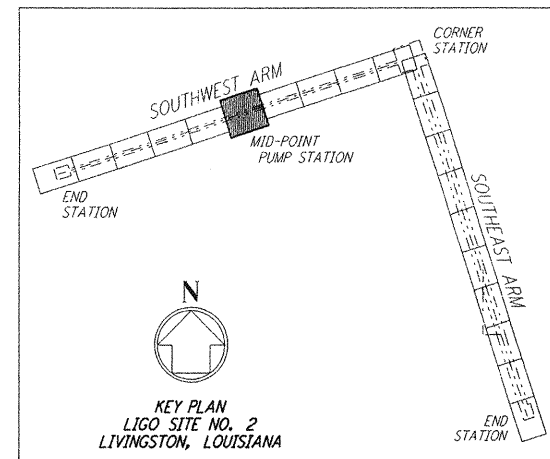 CORNER
STATION
SOUTHWEST ARM
MID-POINT
PUMP STATION
END
STATION
SOUTHEAST ARM
N
KEY PLAN
LIGO SITE NO. 2
LIVINGSTON, LOUISIANA
END
STATION